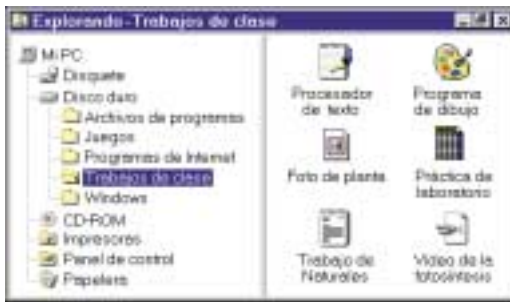 Explorando - Trabajos de clase
Mi PC
Disquete
Disco duro
Archivos de programas
Juegos
Programas de Internet
Trabajos de clase
Windows
CD-ROM
Impresoras
Panel de control
Papelera
Procesador
de texto
Programa
de dibujo
Foto de planta
Práctica de
laboratorio
Trabajo de
Naturales
Video de la
fotosíntesis